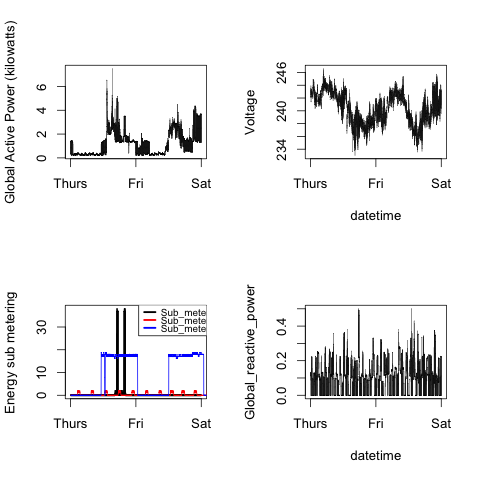 Global Active Power (kilowatts)
0 2 4 6
Thurs Fri Sat
Voltage
234 240 246
Thurs Fri Sat
datetime
Energy sub metering
0 10 30
Sub_mete
Sub_mete
Sub_mete
Thurs Fri Sat
Global_reactive_power
0.0 0.2 0.4
Thurs Fri Sat
datetime